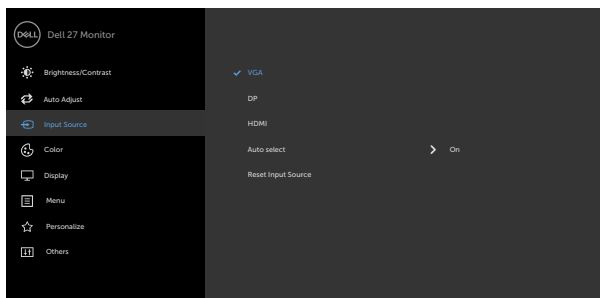 DELL Dell 27 Monitor
Brightness/Contrast
VGA
Auto Adjust
DP
Input Source
HDMI
Color
Auto select On
Display
Reset Input Source
Menu
Personalize
Others